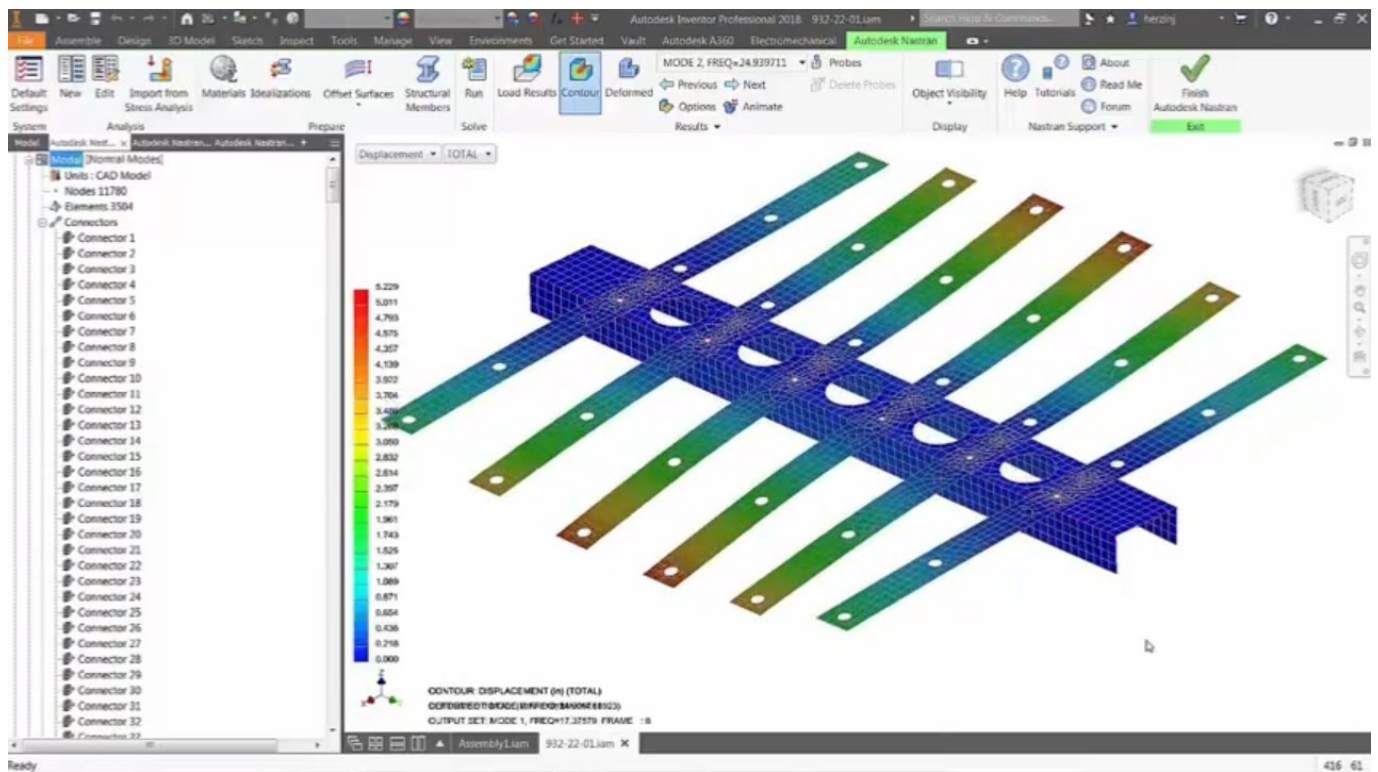 Autodesk Inventor Professional 2018 932-22-01.iam
Search Help & Commands...
herzinj
File Assemble Design 3D Model Sketch Inspect Tools Manage View Environments Get Started Vault Autodesk A360 Electromechanical Autodesk Nastran
Default Settings
New
Edit
Import from Stress Analysis
Materials
Idealizations
Offset Surfaces
Structural Members
Run
Load Results
Contour
Deformed
MODE 2, FREQ=24.939711
Previous Next
Options Animate
Probes
Delete Probes
Object Visibility
Help
Tutorials
About
Read Me
Forum
Finish Autodesk Nastran
System Analysis Prepare Solve Results Display Nastran Support Exit
Model Autodesk Nast... Autodesk Nastran... Autodesk Nastran...
Modal [Normal Modes]
Units : CAD Model
Nodes 11780
Elements 3504
Connectors
Connector 1
Connector 2
Connector 3
Connector 4
Connector 5
Connector 6
Connector 7
Connector 8
Connector 9
Connector 10
Connector 11
Connector 12
Connector 13
Connector 14
Connector 15
Connector 16
Connector 17
Connector 18
Connector 19
Connector 20
Connector 21
Connector 22
Connector 23
Connector 24
Connector 25
Connector 26
Connector 27
Connector 28
Connector 29
Connector 30
Connector 31
Connector 32
Displacement TOTAL
5.229
5.011
4.793
4.575
4.357
4.139
3.922
3.704
3.050
2.832
2.614
2.397
2.179
1.961
1.743
1.525
1.307
1.089
0.871
0.654
0.436
0.218
0.000
CONTOUR: DISPLACEMENT (in) (TOTAL)
OUTPUT SET: MODE 1, FREQ=17.37579 FRAME : 8
Assembly1.iam 932-22-01.iam
Ready
416 61